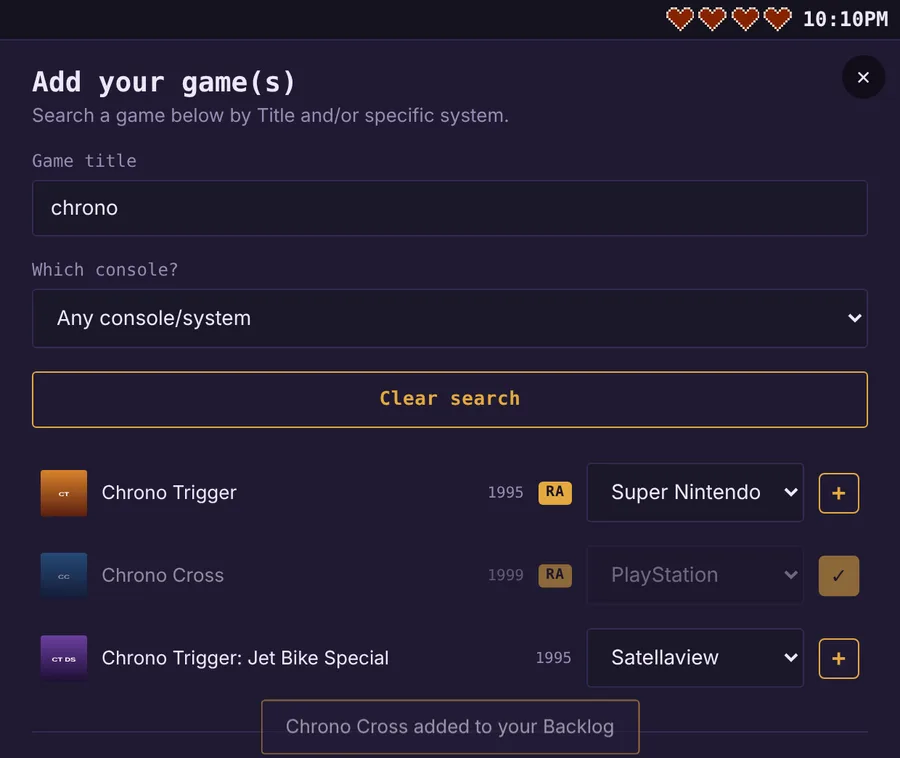 10:10PM
Add your game(s)
Search a game below by Title and/or specific system.
Game title
chrono
Which console?
Any console/system
Clear search
CT Chrono Trigger 1995 RA Super Nintendo +
CC Chrono Cross 1999 RA PlayStation ✓
CT DS Chrono Trigger: Jet Bike Special 1995 Satellaview +
Chrono Cross added to your Backlog